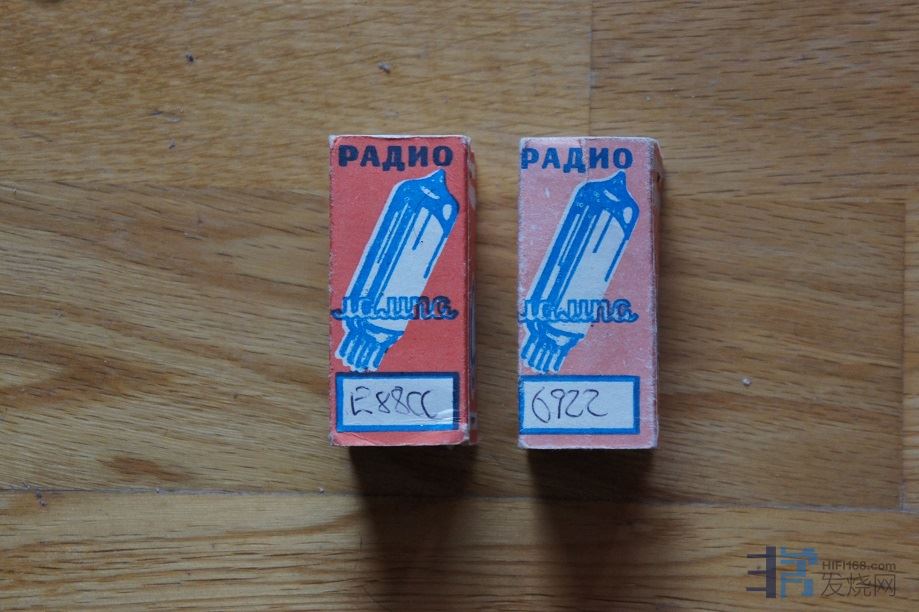 РАДИО
лампа
E88CC
РАДИО
лампа
6922
HIFI168.com
发烧网